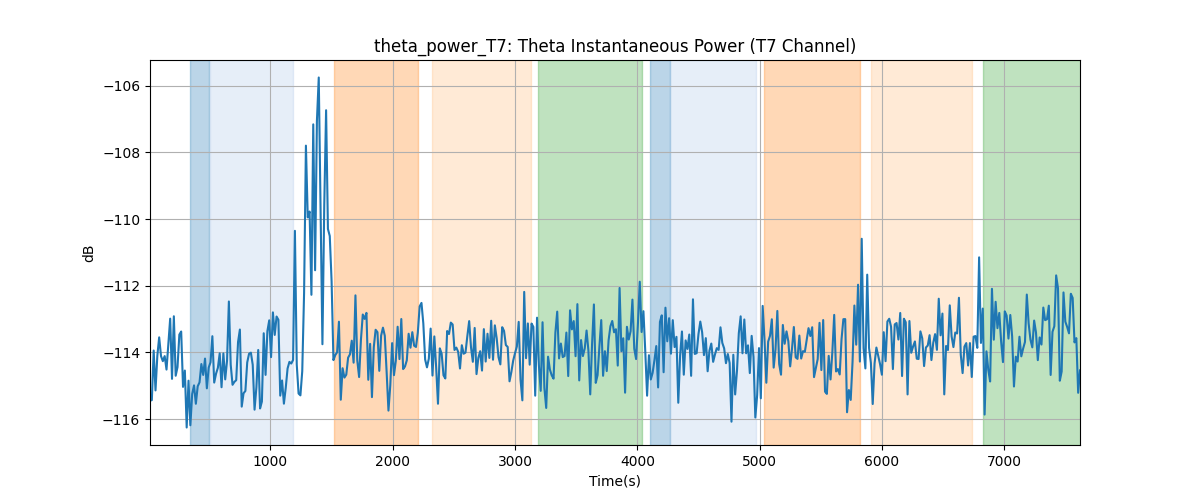 theta_power_T7: Theta Instantaneous Power (T7 Channel)
−106
−108
−110
−112
−114
−116
dB
1000 2000 3000 4000 5000 6000 7000
Time(s)